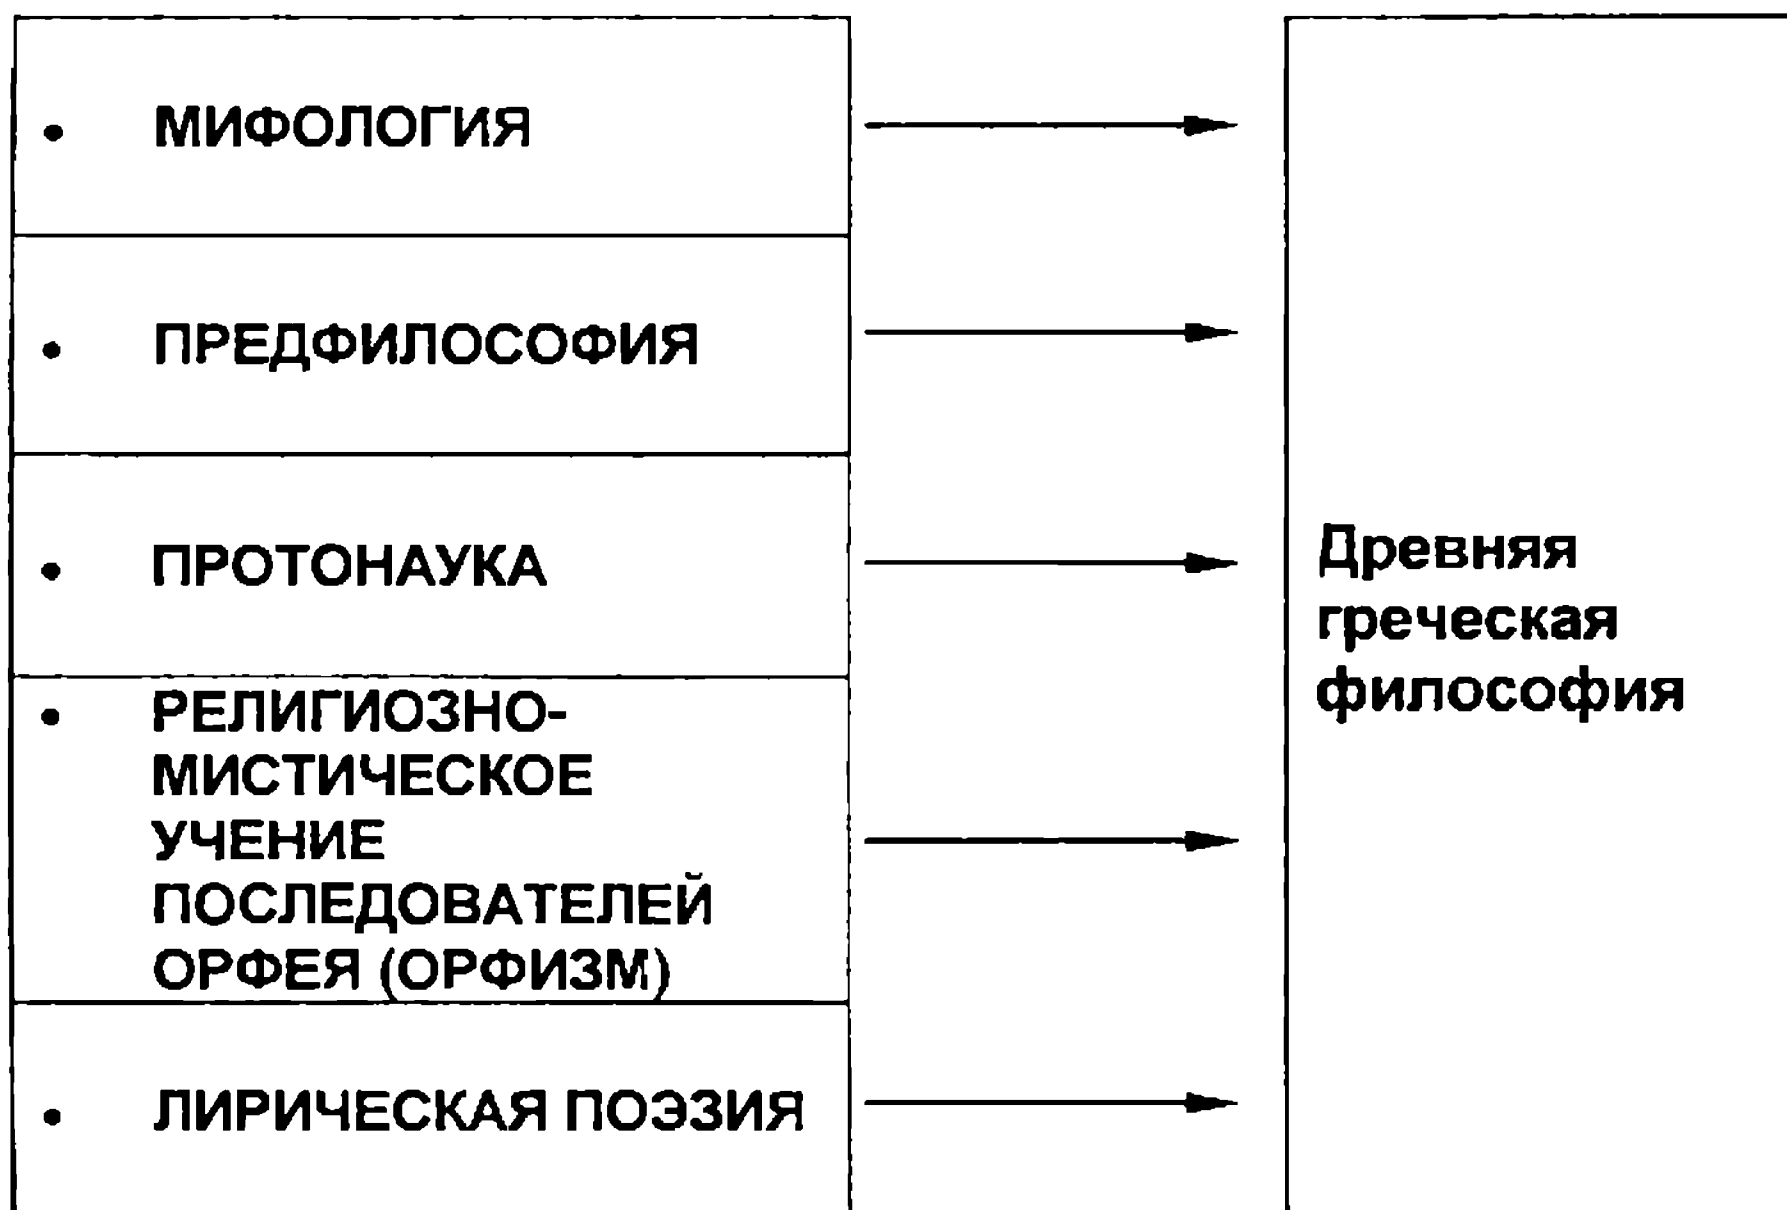 • МИФОЛОГИЯ
• ПРЕДФИЛОСОФИЯ
• ПРОТОНАУКА
• РЕЛИГИОЗНО-
МИСТИЧЕСКОЕ
УЧЕНИЕ
ПОСЛЕДОВАТЕЛЕЙ
ОРФЕЯ (ОРФИЗМ)
• ЛИРИЧЕСКАЯ ПОЭЗИЯ
Древняя
греческая
философия